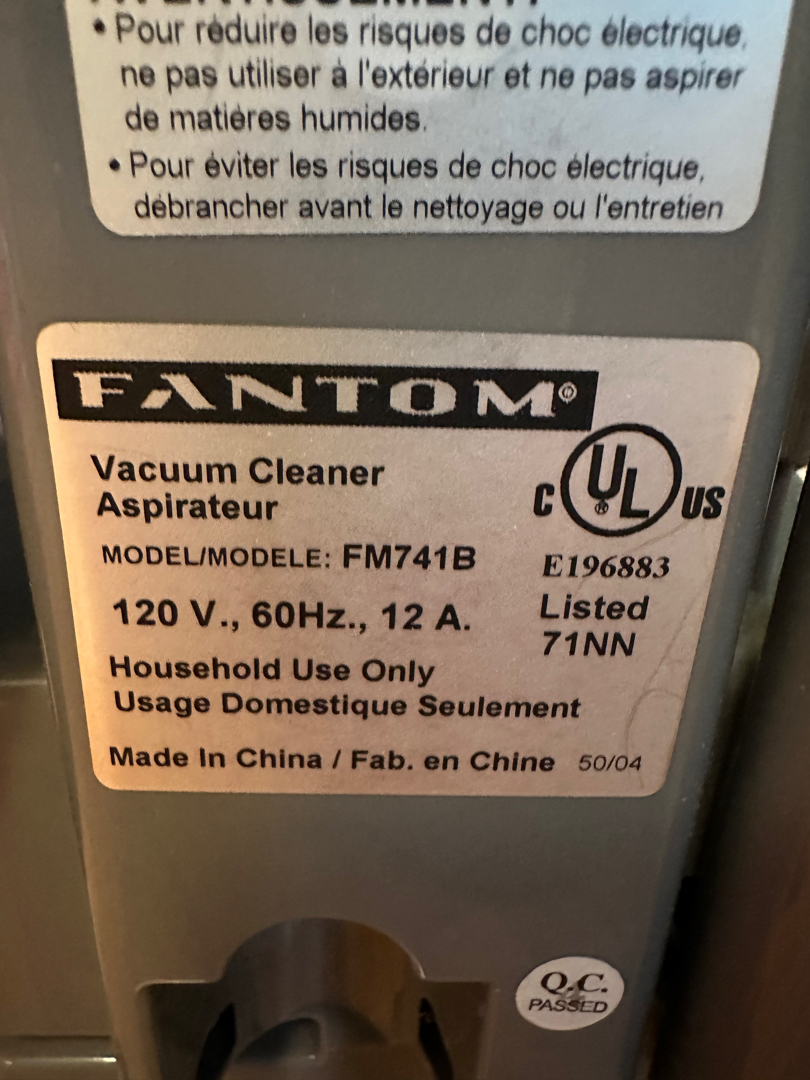 AVERTISSEMENT:
• Pour réduire les risques de choc électrique,
ne pas utiliser à l'extérieur et ne pas aspirer
de matières humides.
• Pour éviter les risques de choc électrique,
débrancher avant le nettoyage ou l'entretien
FANTOM®
Vacuum Cleaner
Aspirateur
C UL® US
MODEL/MODELE: FM741B
E196883
120 V., 60Hz., 12 A.
Listed
71NN
Household Use Only
Usage Domestique Seulement
Made In China / Fab. en Chine 50/04
Q.C.
PASSED